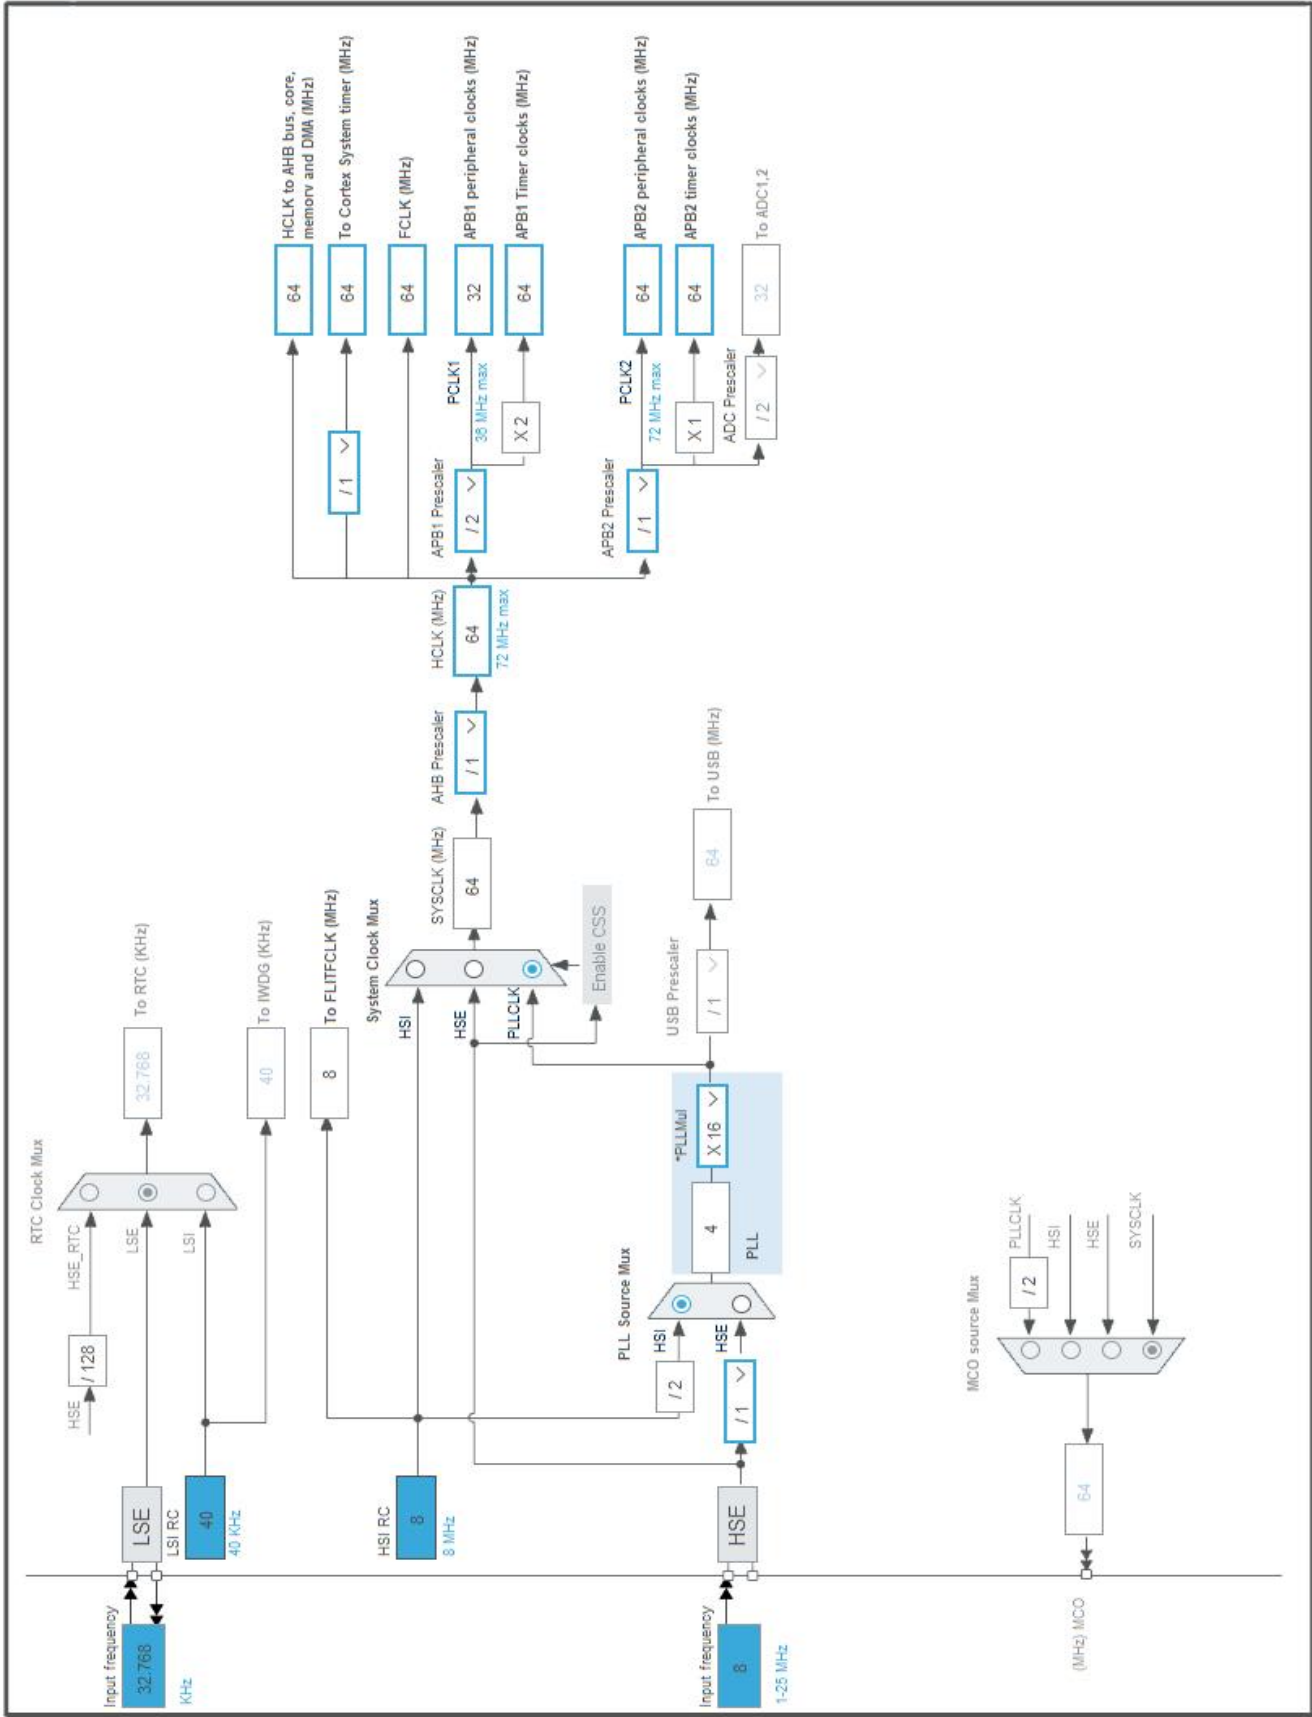 RTC Clock Mux
HSE
/ 128
HSE_RTC
Input frequency
32.768
KHz
LSE
LSE
32.768
To RTC (KHz)
LSI RC
40
40 KHz
LSI
40
To IWDG (KHz)
8
To FLITFCLK (MHz)
HSI RC
8
8 MHz
System Clock Mux
HSI
HSE
PLLCLK
Enable CSS
SYSCLK (MHz)
64
AHB Prescaler
/ 1
HCLK (MHz)
64
72 MHz max
64
HCLK to AHB bus, core,
memory and DMA (MHz)
/ 1
64
To Cortex System timer (MHz)
64
FCLK (MHz)
APB1 Prescaler
/ 2
PCLK1
36 MHz max
32
APB1 peripheral clocks (MHz)
X 2
64
APB1 Timer clocks (MHz)
APB2 Prescaler
/ 1
PCLK2
72 MHz max
64
APB2 peripheral clocks (MHz)
X 1
64
APB2 timer clocks (MHz)
ADC Prescaler
/ 2
32
To ADC1,2
PLL Source Mux
/ 2
HSI
HSE
Input frequency
8
1-25 MHz
HSE
/ 1
4
PLL
*PLLMul
X 16
USB Prescaler
/ 1
64
To USB (MHz)
MCO source Mux
(MHz) MCO
64
/ 2
PLLCLK
HSI
HSE
SYSCLK